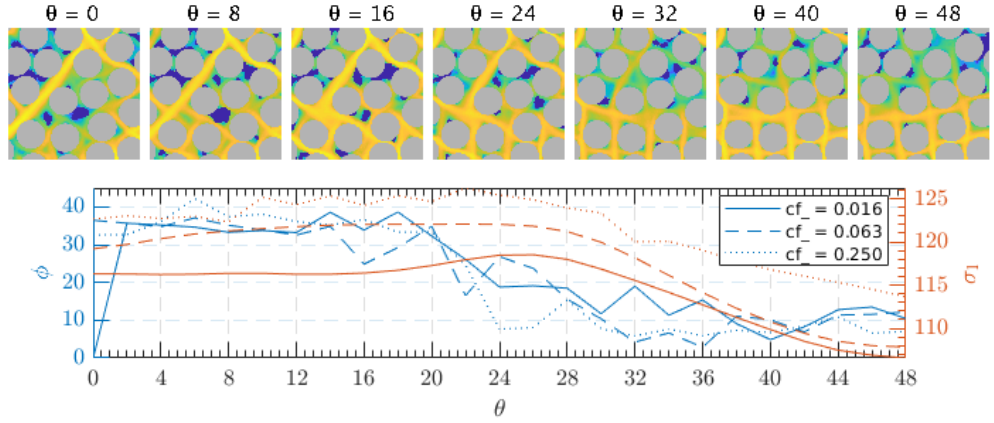 θ = 0 θ = 8 θ = 16 θ = 24 θ = 32 θ = 40 θ = 48
40 125
30 120
20 115
10 110
0
ϕ
σ1
cf_ = 0.016
cf_ = 0.063
cf_ = 0.250
0 4 8 12 16 20 24 28 32 36 40 44 48
θ